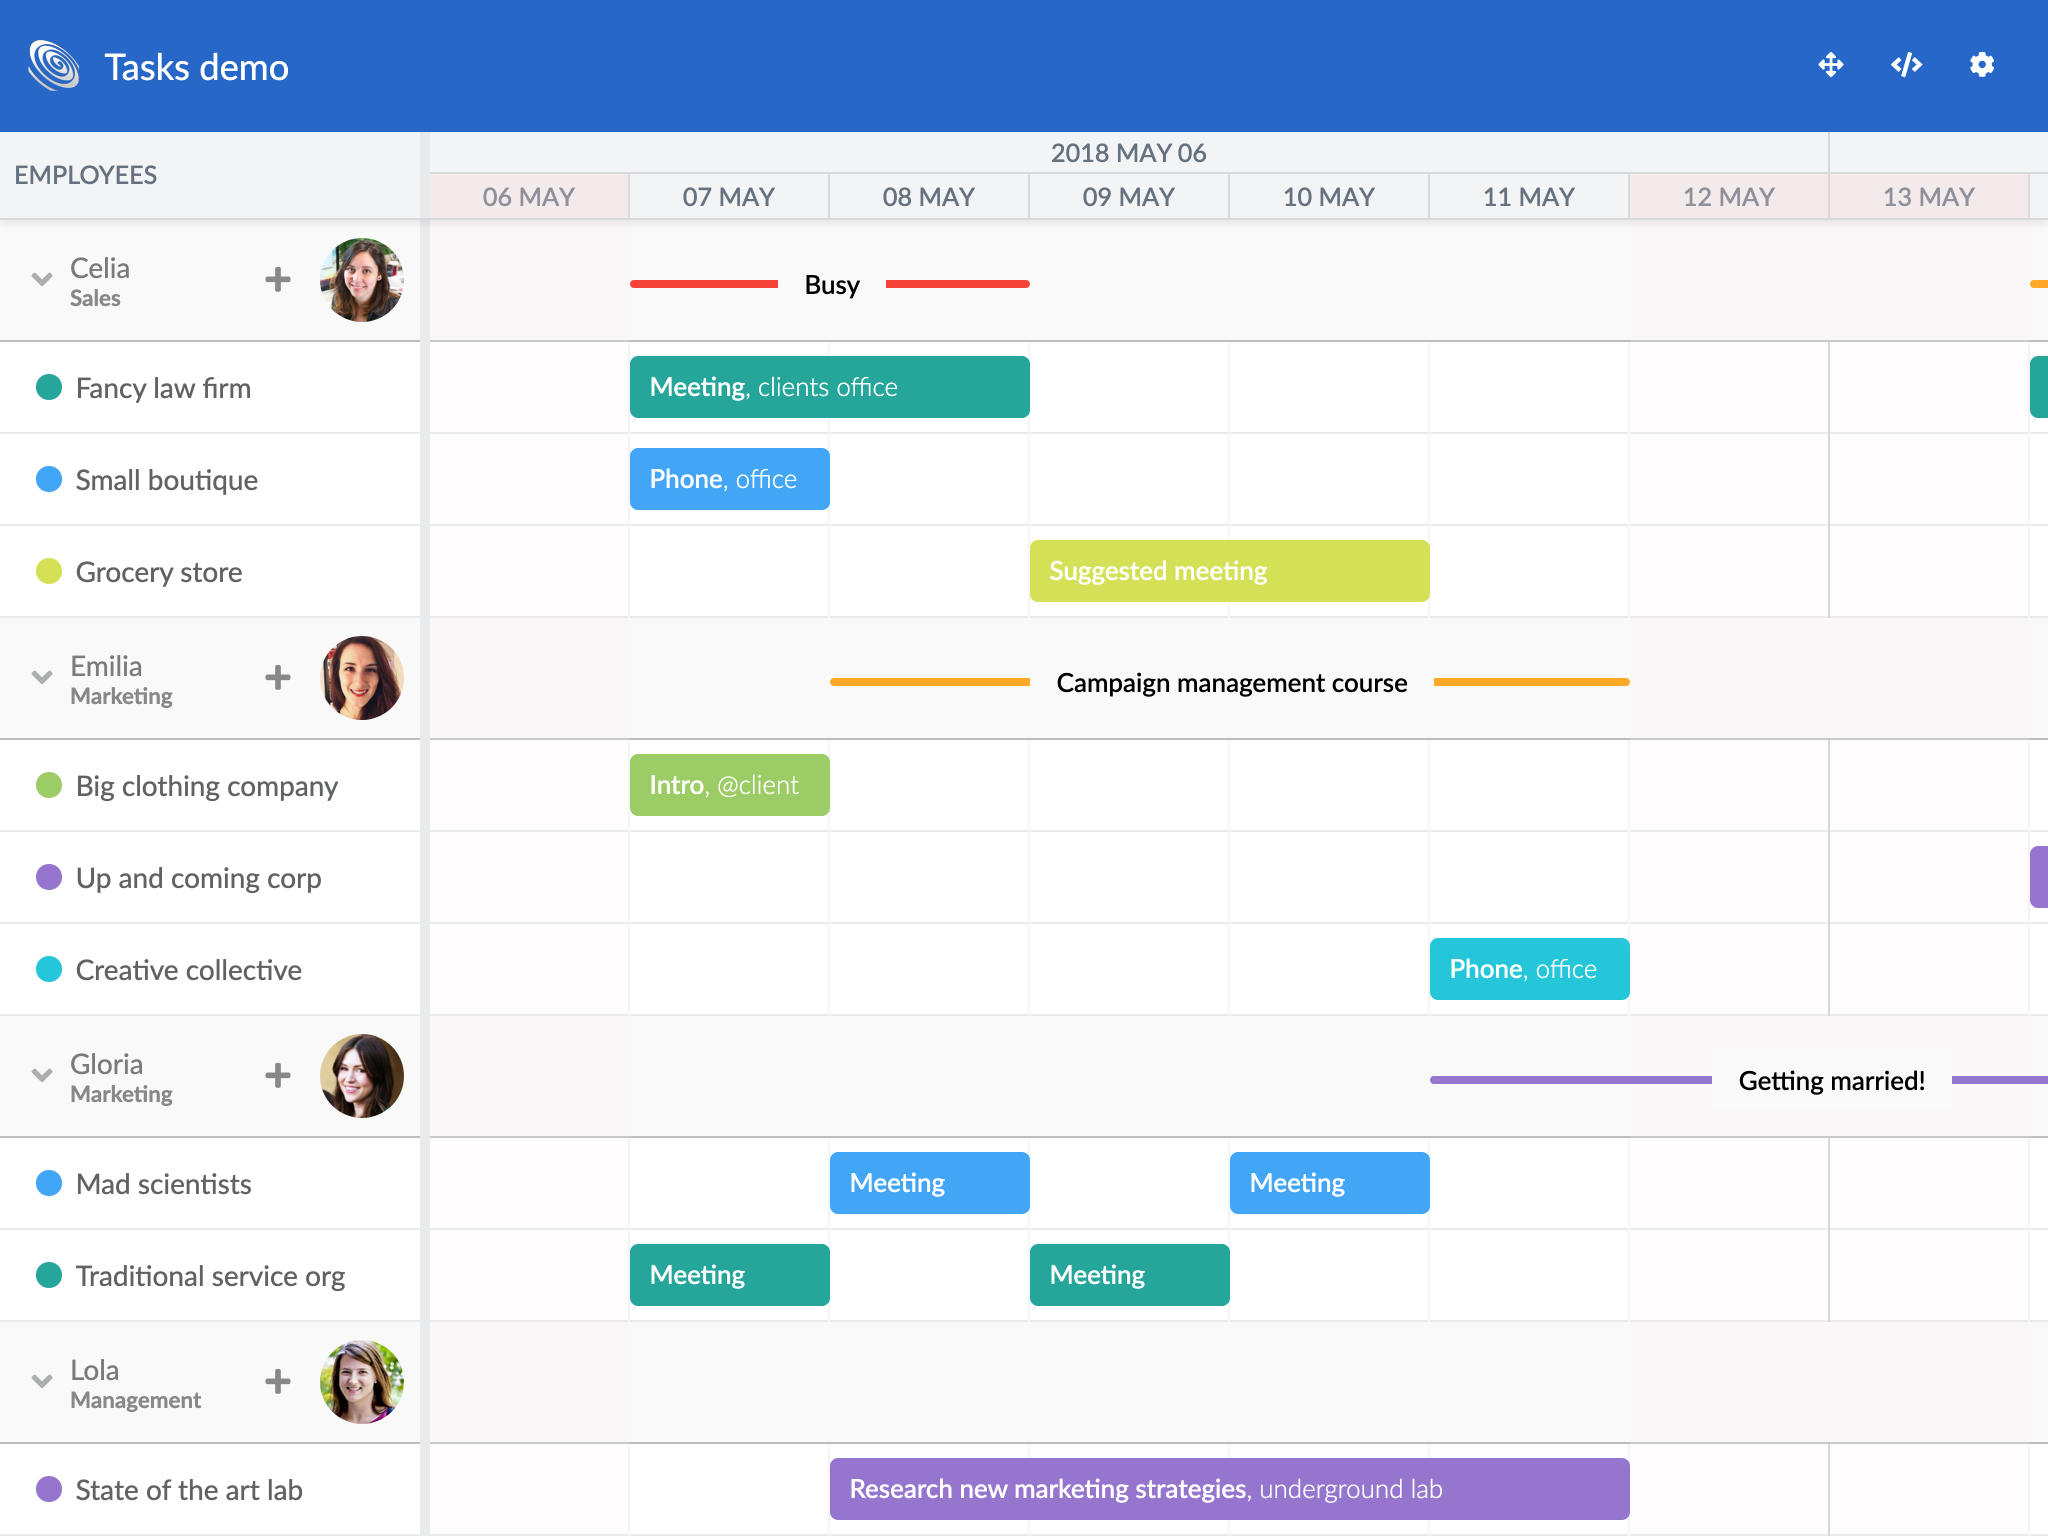 Tasks demo
EMPLOYEES
2018 MAY 06
06 MAY 07 MAY 08 MAY 09 MAY 10 MAY 11 MAY 12 MAY 13 MAY
Celia
Sales
Busy
Fancy law firm
Meeting, clients office
Small boutique
Phone, office
Grocery store
Suggested meeting
Emilia
Marketing
Campaign management course
Big clothing company
Intro, @client
Up and coming corp
Creative collective
Phone, office
Gloria
Marketing
Getting married!
Mad scientists
Meeting Meeting
Traditional service org
Meeting Meeting
Lola
Management
State of the art lab
Research new marketing strategies, underground lab